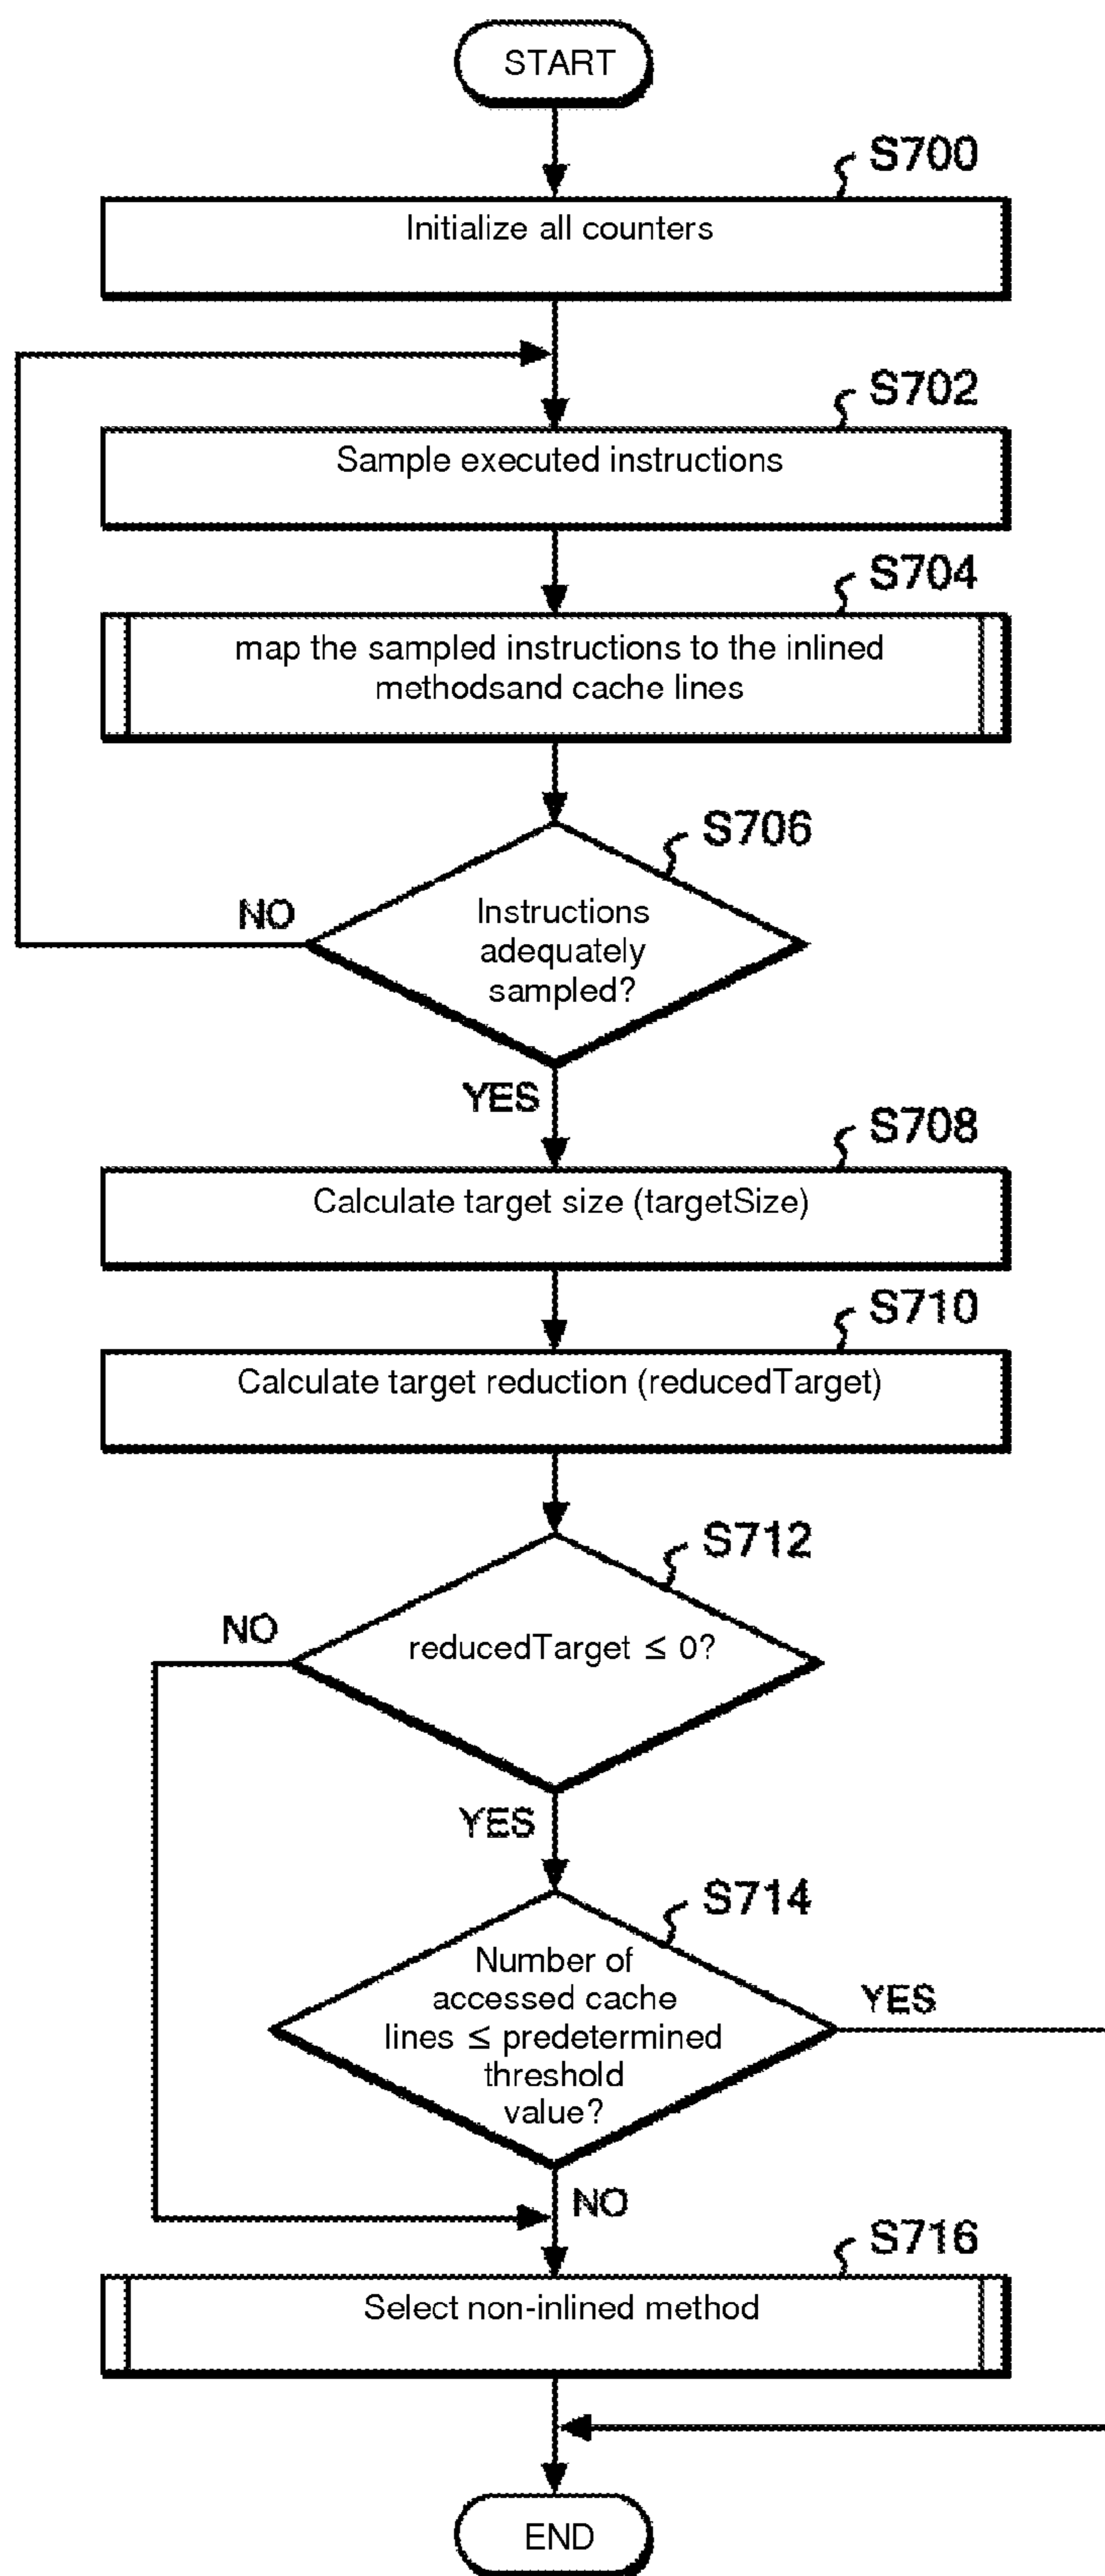 START
S700
Initialize all counters
S702
Sample executed instructions
S704
map the sampled instructions to the inlined
methodsand cache lines
S706
Instructions
adequately
sampled?
NO
YES
S708
Calculate target size (targetSize)
S710
Calculate target reduction (reducedTarget)
S712
reducedTarget ≤ 0?
NO
YES
S714
Number of
accessed cache
lines ≤ predetermined
threshold
value?
YES
NO
S716
Select non-inlined method
END